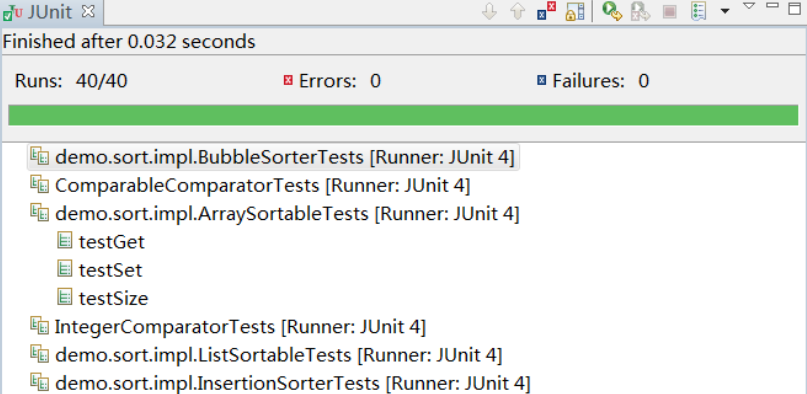 JUnit
Finished after 0.032 seconds
Runs: 40/40 Errors: 0 Failures: 0
demo.sort.impl.BubbleSorterTests [Runner: JUnit 4]
ComparableComparatorTests [Runner: JUnit 4]
demo.sort.impl.ArraySortableTests [Runner: JUnit 4]
testGet
testSet
testSize
IntegerComparatorTests [Runner: JUnit 4]
demo.sort.impl.ListSortableTests [Runner: JUnit 4]
demo.sort.impl.InsertionSorterTests [Runner: JUnit 4]